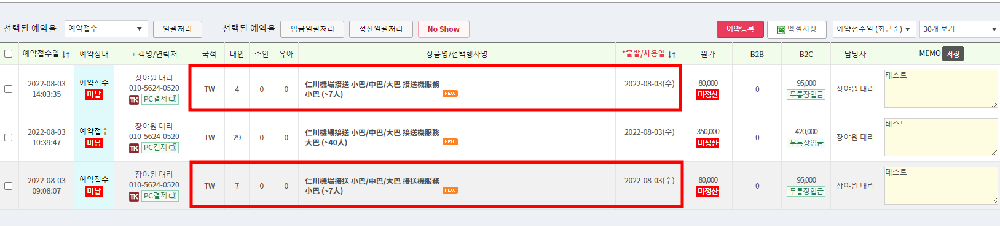 선택된 예약을 예약접수 일괄처리 선택된 예약을 입금일괄처리 정산일괄처리 No Show 예약등록 엑셀저장 예약접수일 (최근순) 30개 보기
예약접수일 예약상태 고객명/연락처 국적 대인 소인 유아 상품명/선택행사명 *출발/사용일 원가 B2B B2C 담당자 MEMO 저장
2022-08-03
14:03:35
예약접수
미납
장야원 대리
010-5624-0520
TK PC결제
TW 4 0 0
仁川機場接送 小巴/中巴/大巴 接送機服務
小巴 (~7人) NEW
2022-08-03(수)
80,000
미정산
0
95,000
무통장입금
장야원 대리
테스트
2022-08-03
10:39:47
예약접수
미납
장야원 대리
010-5624-0520
TK PC결제
TW 29 0 0
仁川機場接送 小巴/中巴/大巴 接送機服務
大巴 (~40人) NEW
2022-08-03(수)
350,000
미정산
0
420,000
무통장입금
장야원 대리
테스트
2022-08-03
09:08:07
예약접수
미납
장야원 대리
010-5624-0520
TK PC결제
TW 7 0 0
仁川機場接送 小巴/中巴/大巴 接送機服務
小巴 (~7人) NEW
2022-08-03(수)
80,000
미정산
0
95,000
무통장입금
장야원 대리
테스트